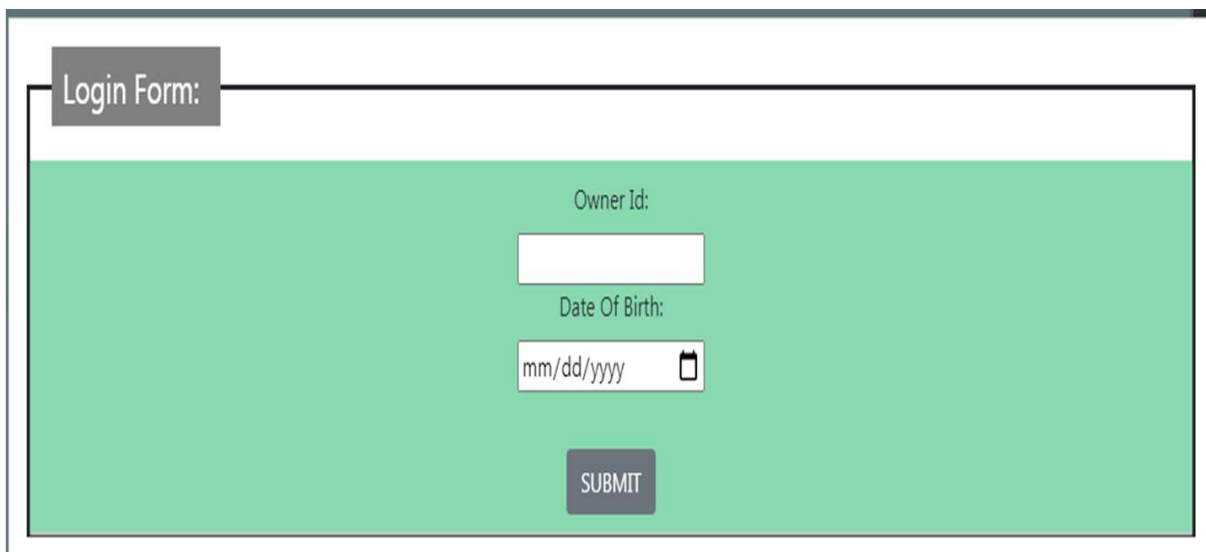 Login Form:
Owner Id:
Date Of Birth:
mm/dd/yyyy
SUBMIT